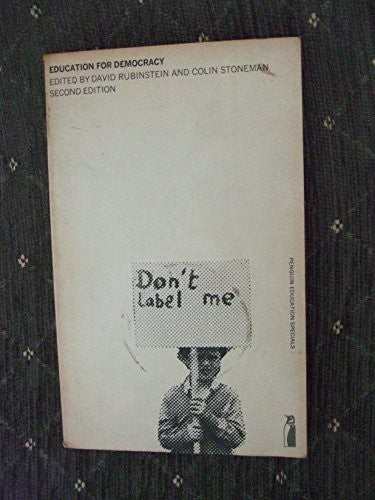 EDUCATION FOR DEMOCRACY
EDITED BY DAVID RUBINSTEIN AND COLIN STONEMAN
SECOND EDITION
Don't
label me
PENGUIN EDUCATION SPECIALS